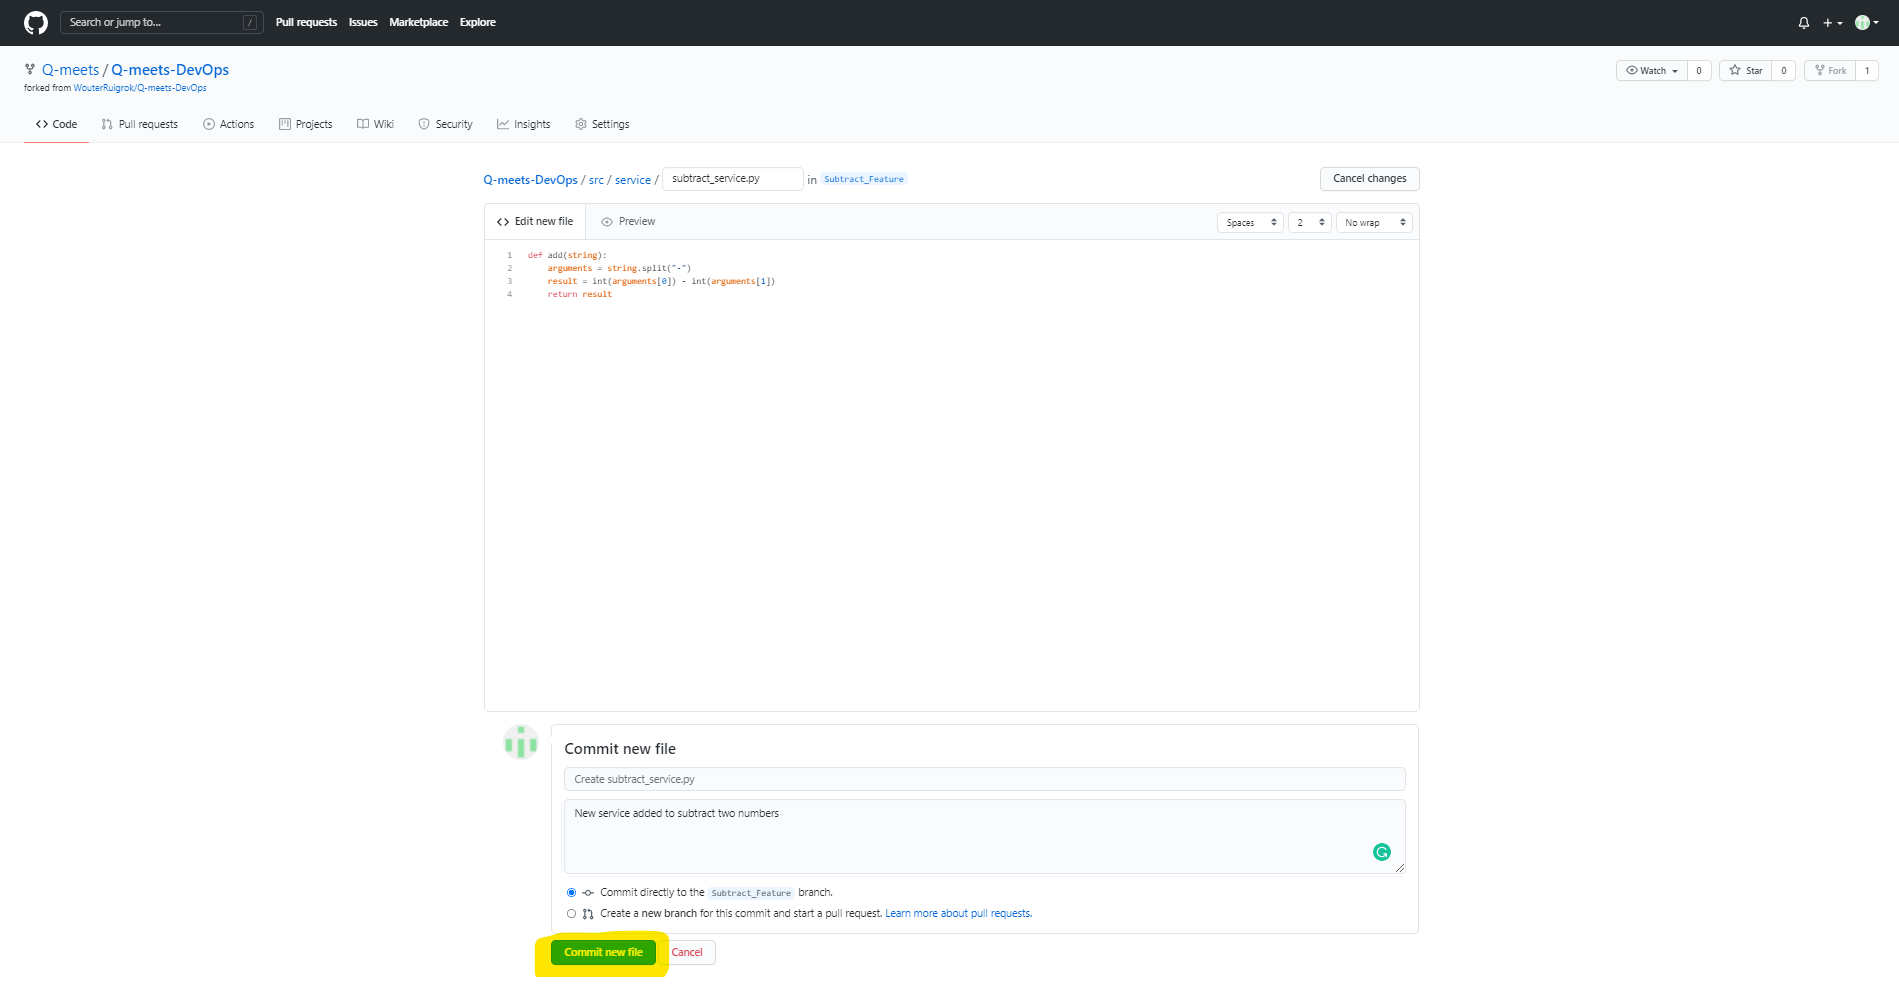 Search or jump to... / Pull requests Issues Marketplace Explore
Q-meets / Q-meets-DevOps Watch 0 Star 0 Fork 1
forked from WouterRuigrok/Q-meets-DevOps
Code Pull requests Actions Projects Wiki Security Insights Settings
Q-meets-DevOps / src / service / subtract_service.py in Subtract_Feature Cancel changes
Edit new file Preview Spaces 2 No wrap
1 def add(string):
2 arguments = string.split("-")
3 result = int(arguments[0]) - int(arguments[1])
4 return result
Commit new file
Create subtract_service.py
New service added to subtract two numbers
Commit directly to the Subtract_Feature branch.
Create a new branch for this commit and start a pull request. Learn more about pull requests.
Commit new file Cancel